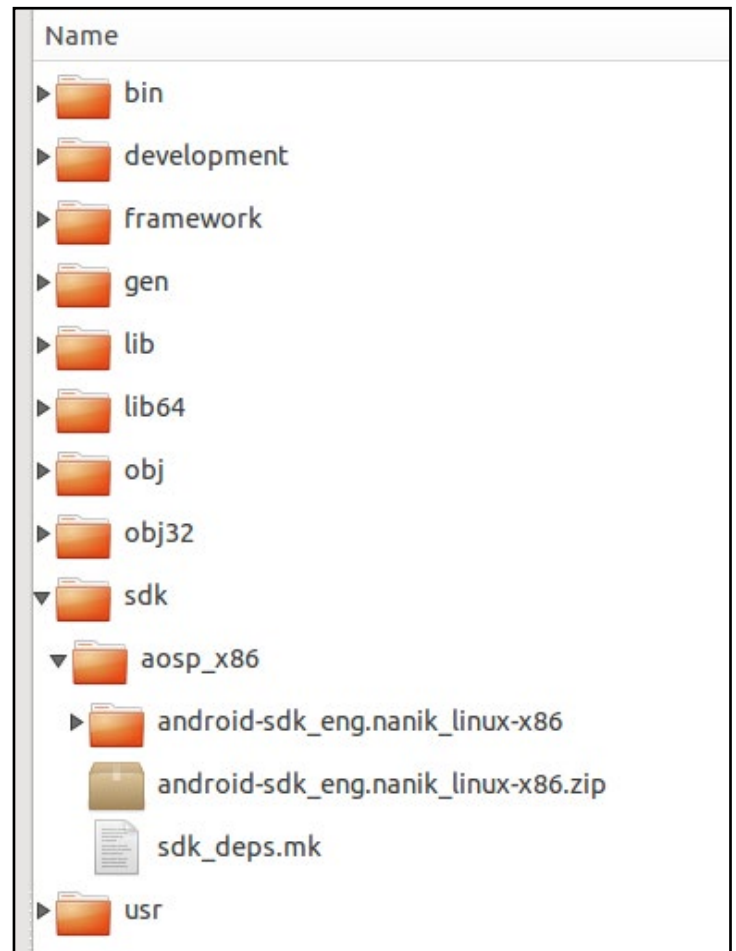 Name
bin
development
framework
gen
lib
lib64
obj
obj32
sdk
aosp_x86
android-sdk_eng.nanik_linux-x86
android-sdk_eng.nanik_linux-x86.zip
sdk_deps.mk
usr